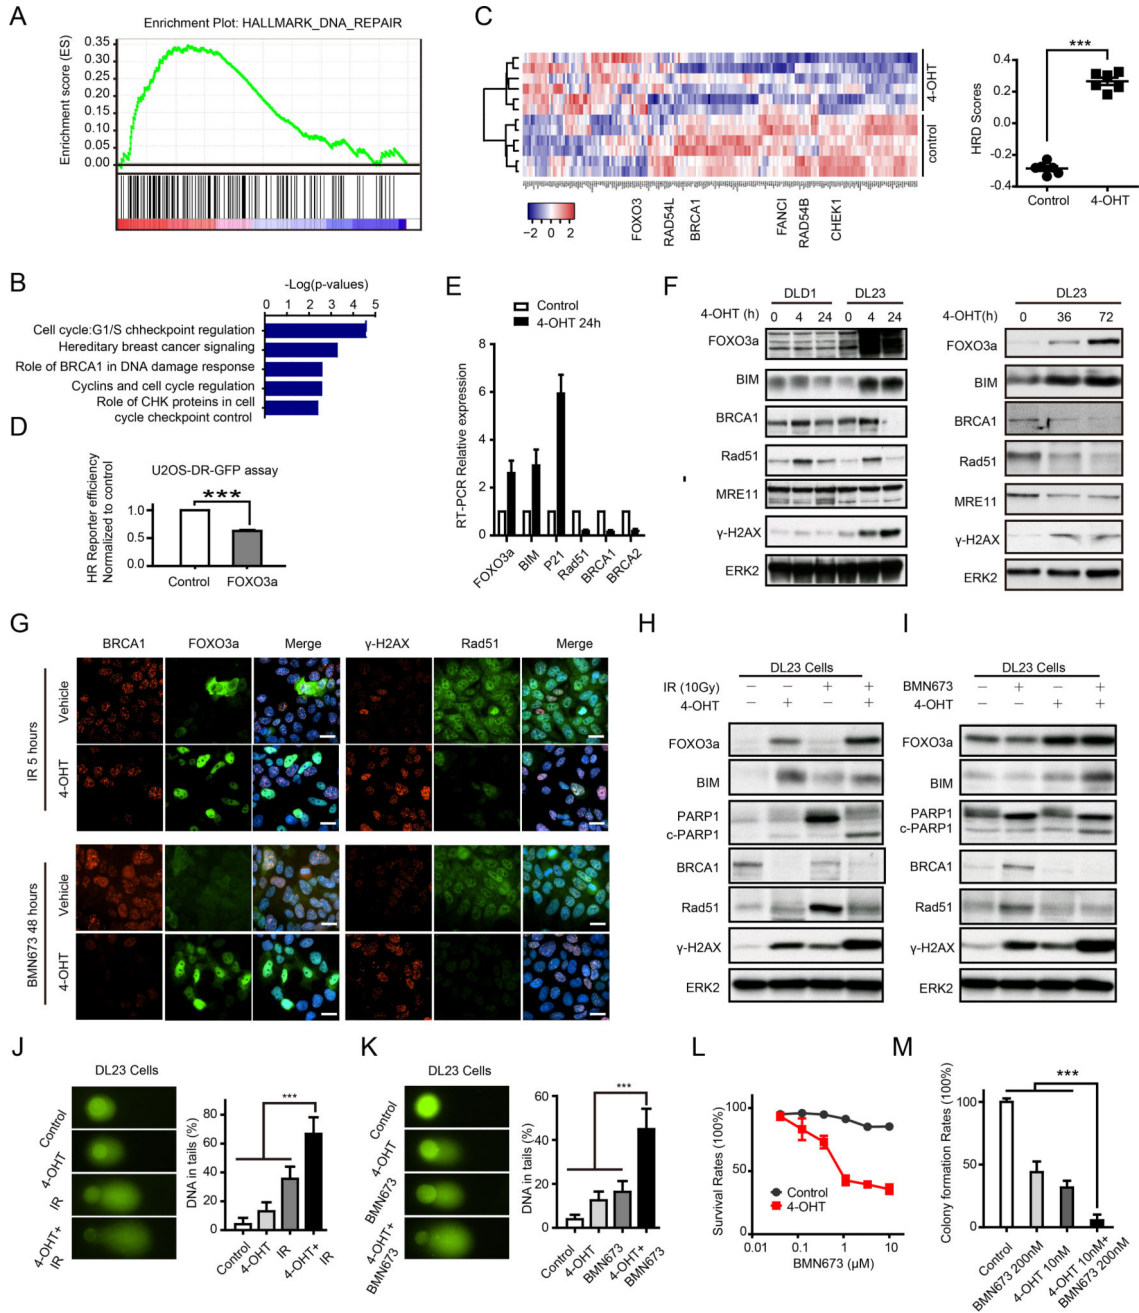 A
Enrichment Plot: HALLMARK_DNA_REPAIR
Enrichment score (ES)
0.35
0.30
0.25
0.20
0.15
0.10
0.05
0.00
B
-Log(p-values)
0 1 2 3 4 5
Cell cycle:G1/S chheckpoint regulation
Hereditary breast cancer signaling
Role of BRCA1 in DNA damage response
Cyclins and cell cycle regulation
Role of CHK proteins in cell
cycle checkpoint control
C
4-OHT
control
−2 0 2
FOXO3
RAD54L
BRCA1
FANCI
RAD54B
CHEK1
***
HRD Scores
0.4
0.2
0.0
-0.2
-0.4
Control
4-OHT
D
U2OS-DR-GFP assay
HR Reporter efficiency
Normalized to control
***
1.0
0.5
0.0
Control
FOXO3a
E
Control
4-OHT 24h
RT-PCR Relative expression
8
6
4
2
0
FOXO3a
BIM
P21
Rad51
BRCA1
BRCA2
F
DLD1 DL23
4-OHT (h) 0 4 24 0 4 24
FOXO3a
BIM
BRCA1
Rad51
MRE11
γ-H2AX
ERK2
DL23
4-OHT(h) 0 36 72
FOXO3a
BIM
BRCA1
Rad51
MRE11
γ-H2AX
ERK2
G
BRCA1 FOXO3a Merge γ-H2AX Rad51 Merge
IR 5 hours
Vehicle
4-OHT
BMN673 48 hours
Vehicle
4-OHT
H
DL23 Cells
IR (10Gy) − − + +
4-OHT − + − +
FOXO3a
BIM
PARP1
c-PARP1
BRCA1
Rad51
γ-H2AX
ERK2
I
DL23 Cells
BMN673 − + − +
4-OHT − − + +
FOXO3a
BIM
PARP1
c-PARP1
BRCA1
Rad51
γ-H2AX
ERK2
J
DL23 Cells
Control
4-OHT
IR
4-OHT+
IR
DNA in tails (%)
80
60
40
20
0
***
Control
4-OHT
IR
4-OHT+
IR
K
DL23 Cells
Control
4-OHT
BMN673
4-OHT+
BMN673
DNA in tails (%)
60
40
20
0
***
Control
4-OHT
BMN673
4-OHT+
BMN673
L
Survival Rates (100%)
100
50
0
Control
4-OHT
0.01 0.1 1 10
BMN673 (μM)
M
Colony formation Rates (100%)
100
50
0
***
Control
BMN673 200nM
4-OHT 10nM
4-OHT 10nM+
BMN673 200nM